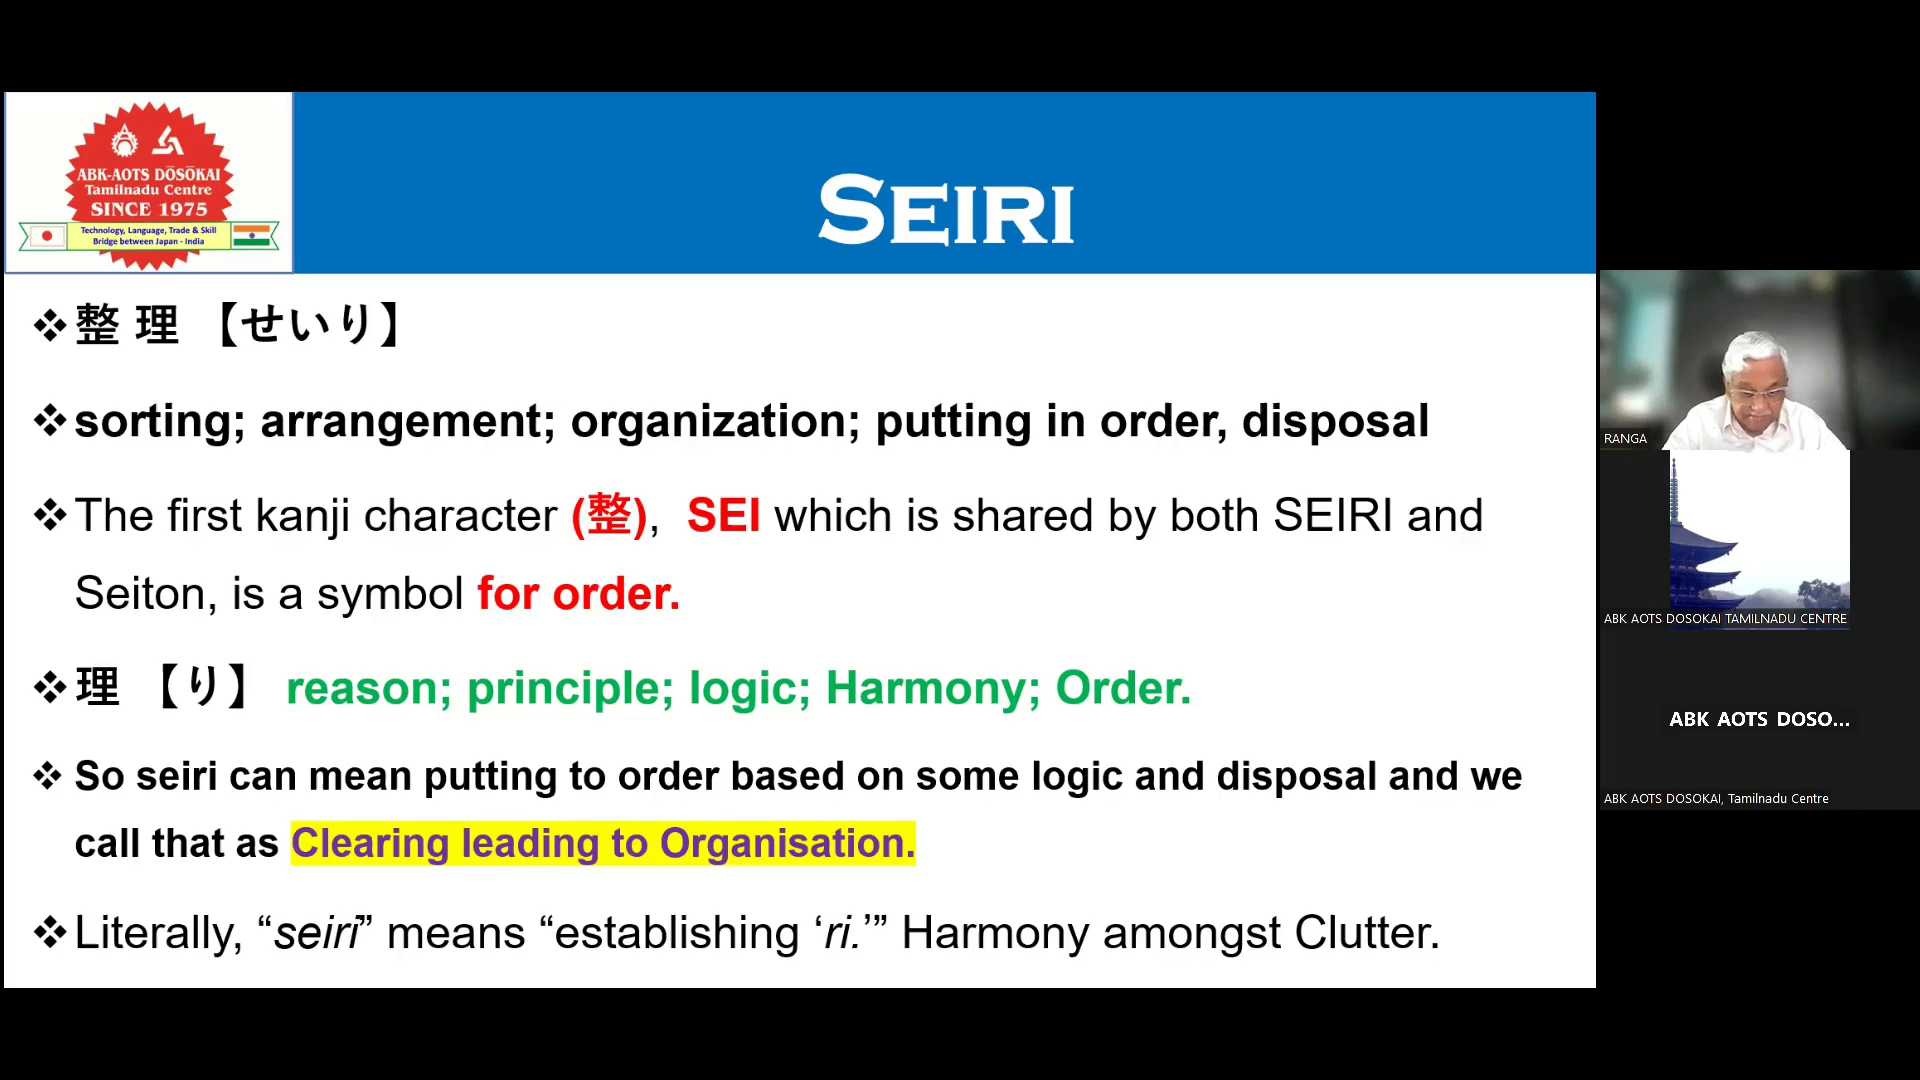 ABK-AOTS DŌSŌKAI
Tamilnadu Centre
SINCE 1975
Technology, Language, Trade & Skill
Bridge between Japan - India
SEIRI
❖整 理 【せいり】
❖sorting; arrangement; organization; putting in order, disposal
❖The first kanji character (整), SEI which is shared by both SEIRI and
Seiton, is a symbol for order.
❖理 【り】 reason; principle; logic; Harmony; Order.
❖So seiri can mean putting to order based on some logic and disposal and we
call that as Clearing leading to Organisation.
❖Literally, “seiri” means “establishing ‘ri.’” Harmony amongst Clutter.
RANGA
ABK AOTS DOSOKAI TAMILNADU CENTRE
ABK AOTS DOSO...
ABK AOTS DOSOKAI, Tamilnadu Centre